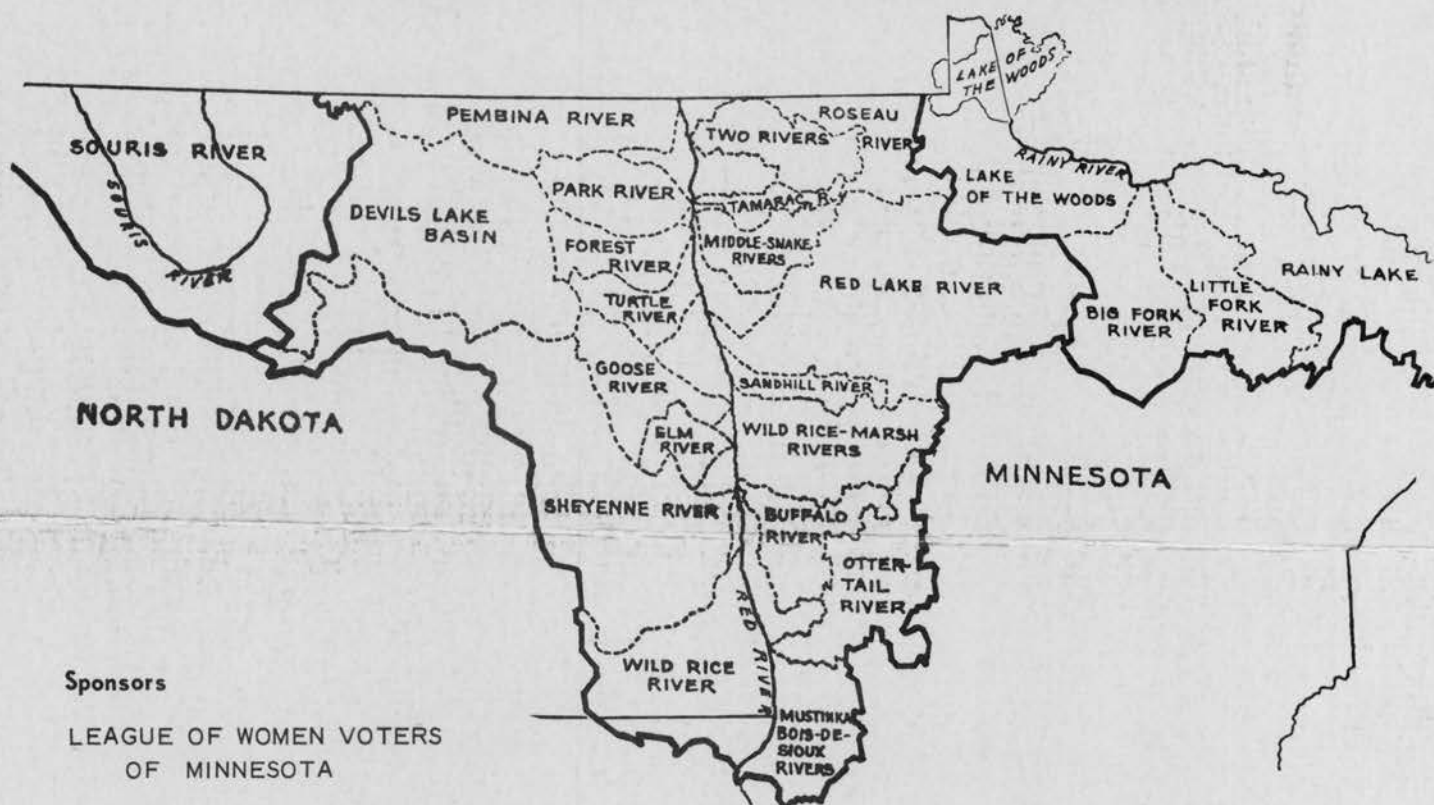 LAKE OF
THE WOODS
PEMBINA RIVER
ROSEAU
RIVER
TWO RIVERS
SOURIS RIVER
SOURIS
RIVER
RAINY RIVER
LAKE
OF THE WOODS
PARK RIVER
TAMARAC R.
DEVILS LAKE
BASIN
FOREST
RIVER
MIDDLE-SNAKE
RIVERS
RED LAKE RIVER
RAINY LAKE
TURTLE
RIVER
BIG FORK
RIVER
LITTLE
FORK
RIVER
GOOSE
RIVER
SANDHILL RIVER
NORTH DAKOTA
ELM
RIVER
WILD RICE-MARSH
RIVERS
MINNESOTA
SHEYENNE RIVER
BUFFALO
RIVER
OTTER-
TAIL
RIVER
RED RIVER
WILD RICE
RIVER
MUSTINKA
BOIS-DE-
SIOUX
RIVERS
Sponsors
LEAGUE OF WOMEN VOTERS
OF MINNESOTA